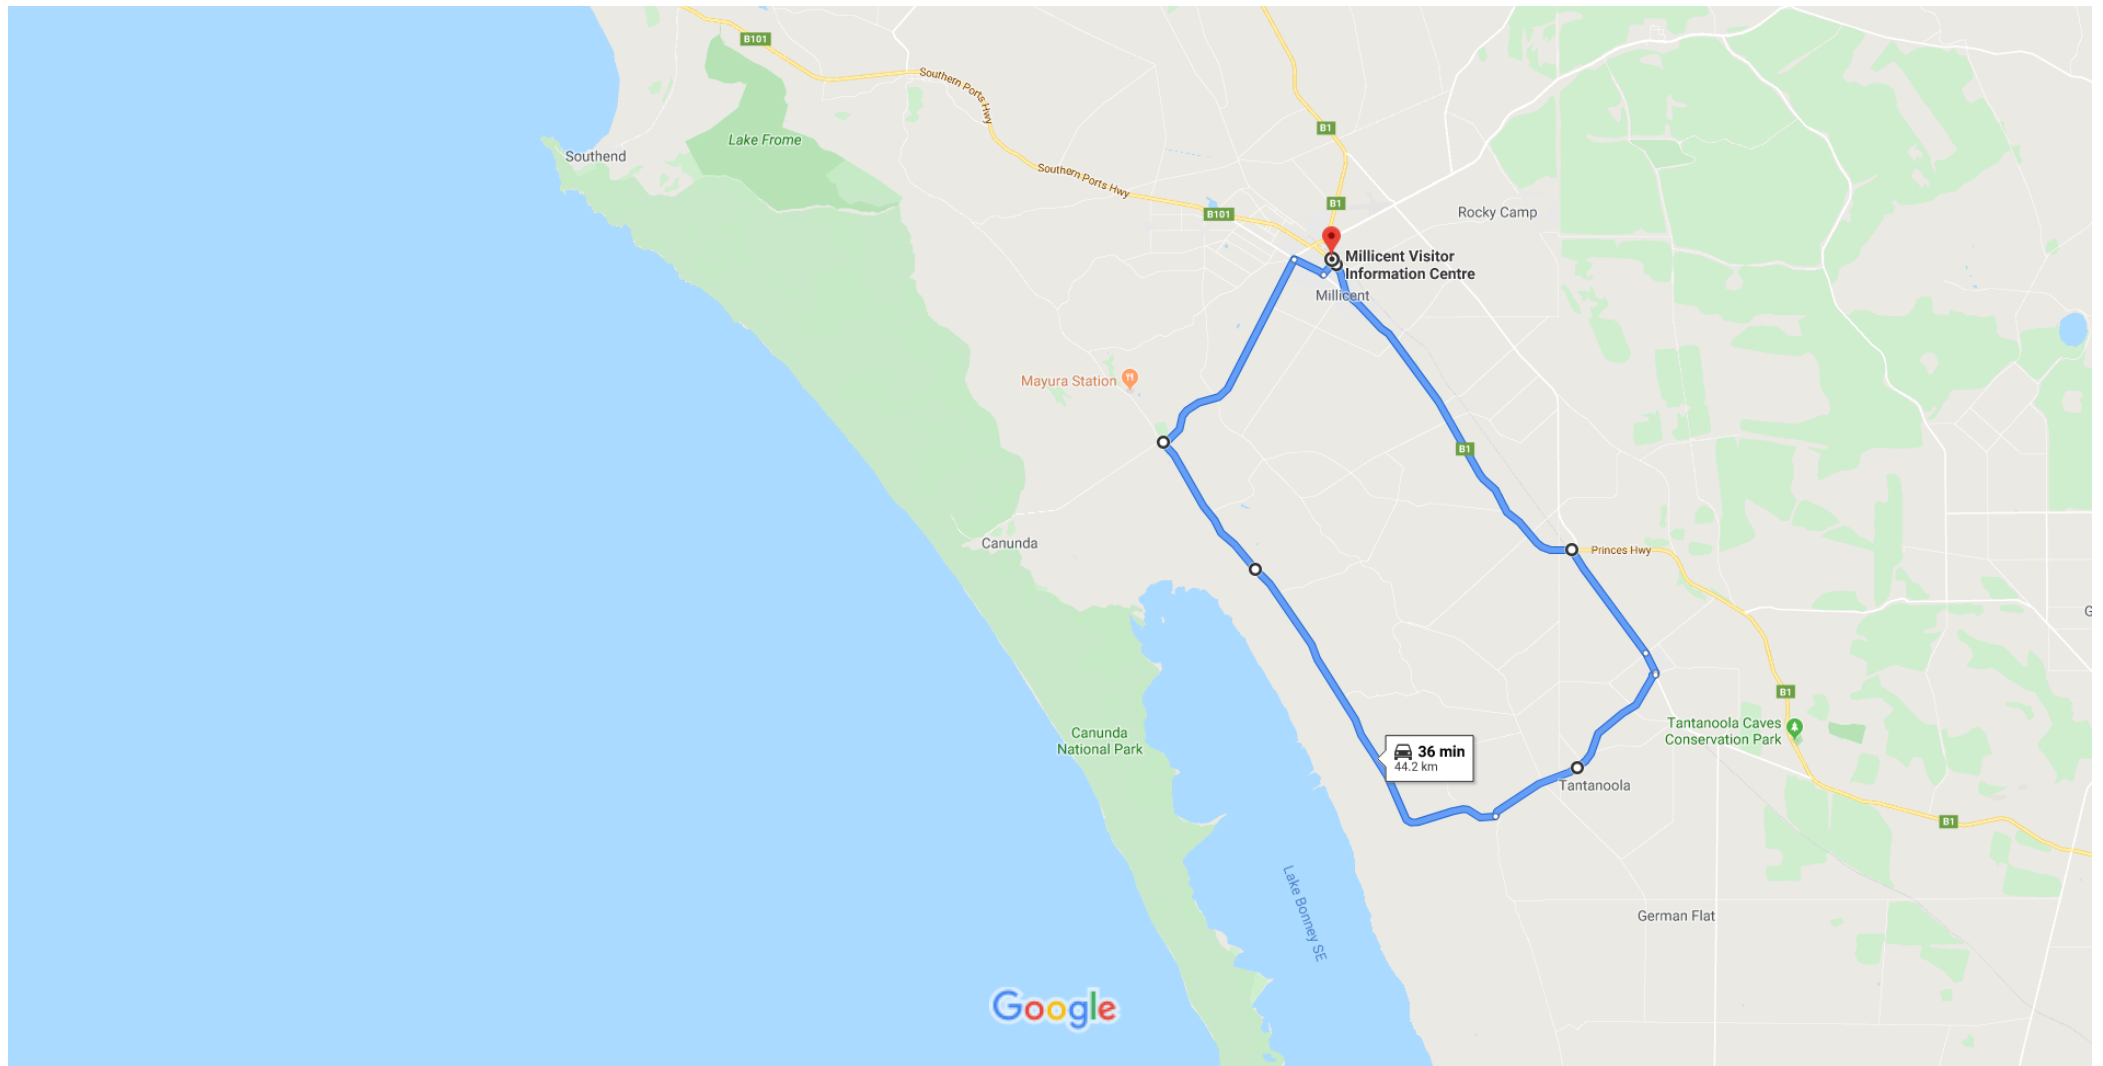 B101
Southern Ports Hwy
Lake Frome
Southend
B1
Southern Ports Hwy
B1
B101
Rocky Camp
Millicent Visitor
Information Centre
Millicent
Mayura Station
B1
Canunda
Princes Hwy
G
B1
Canunda
National Park
Tantanoola Caves
Conservation Park
36 min
44.2 km
Tantanoola
B1
Lake Bonney SE
German Flat
Google